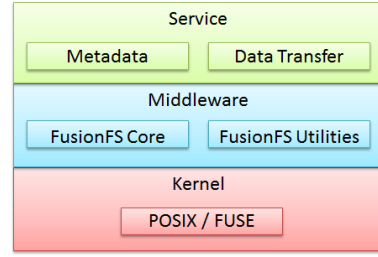 Service
Metadata Data Transfer
Middleware
FusionFS Core FusionFS Utilities
Kernel
POSIX / FUSE